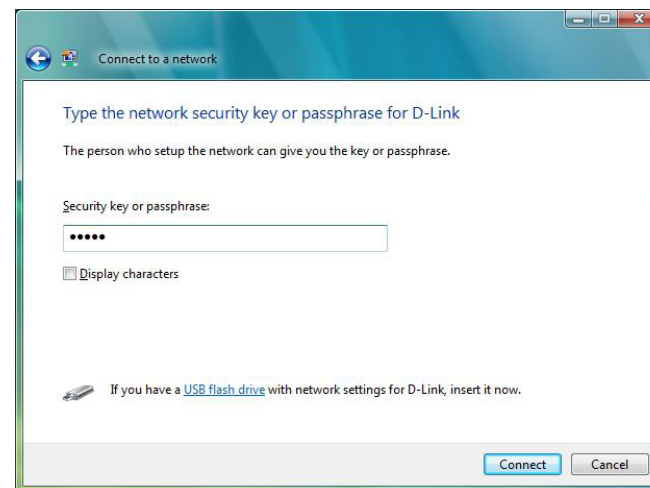 Connect to a network
Type the network security key or passphrase for D-Link
The person who setup the network can give you the key or passphrase.
Security key or passphrase:
•••••
Display characters
If you have a USB flash drive with network settings for D-Link, insert it now.
Connect Cancel